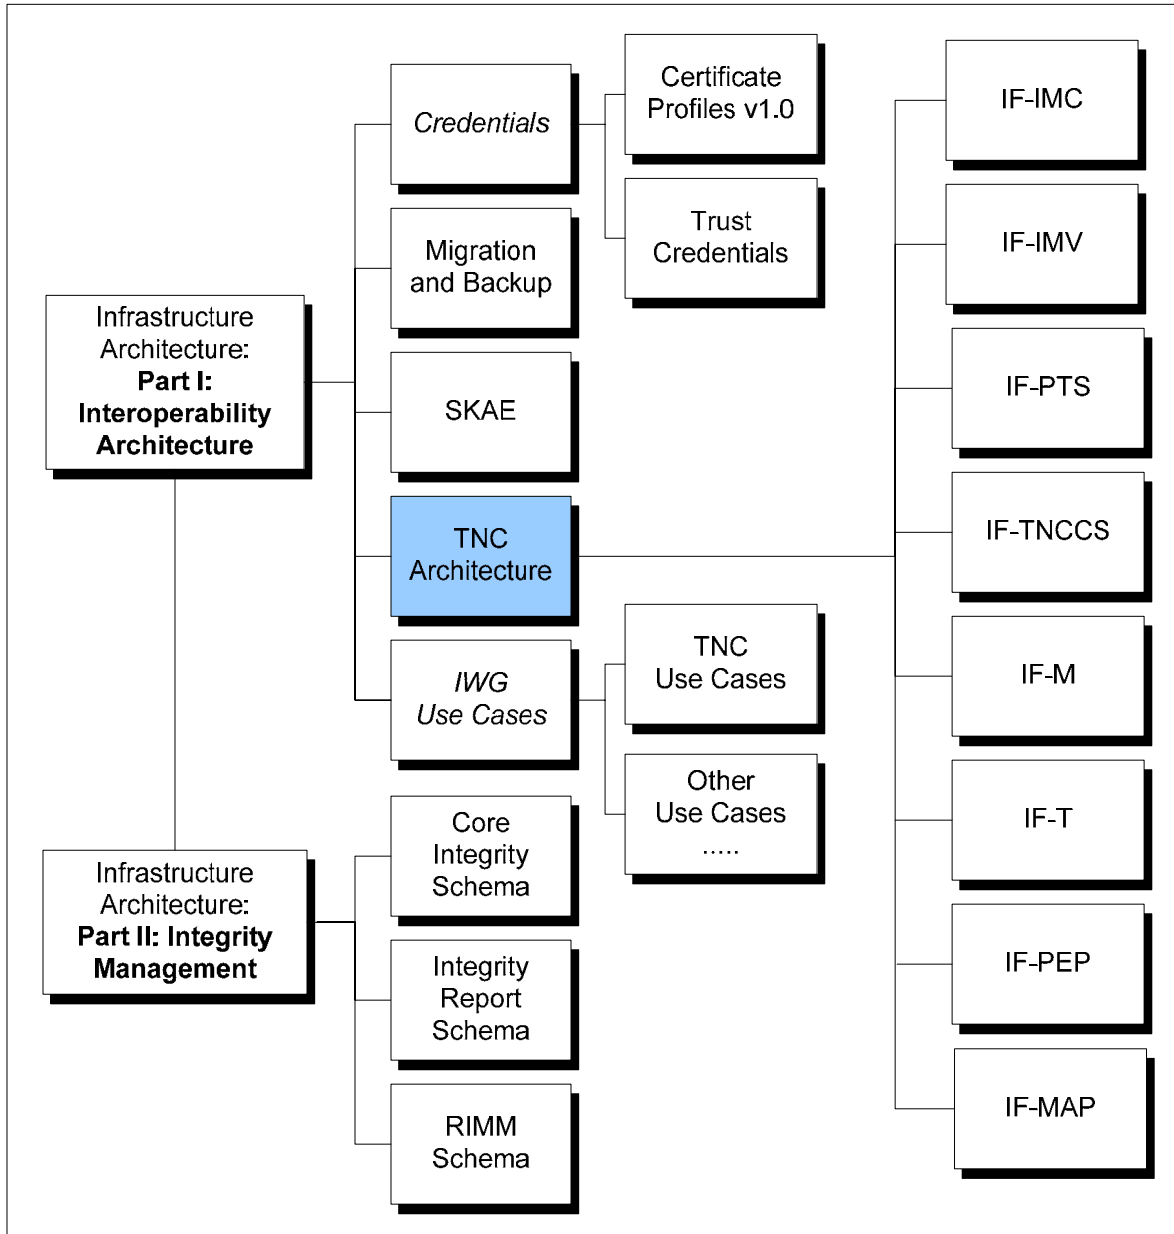 Infrastructure
Architecture:
Part I:
Interoperability
Architecture
Infrastructure
Architecture:
Part II: Integrity
Management
Credentials
Migration
and Backup
SKAE
TNC
Architecture
IWG
Use Cases
Core
Integrity
Schema
Integrity
Report
Schema
RIMM
Schema
Certificate
Profiles v1.0
Trust
Credentials
TNC
Use Cases
Other
Use Cases
.....
IF-IMC
IF-IMV
IF-PTS
IF-TNCCS
IF-M
IF-T
IF-PEP
IF-MAP